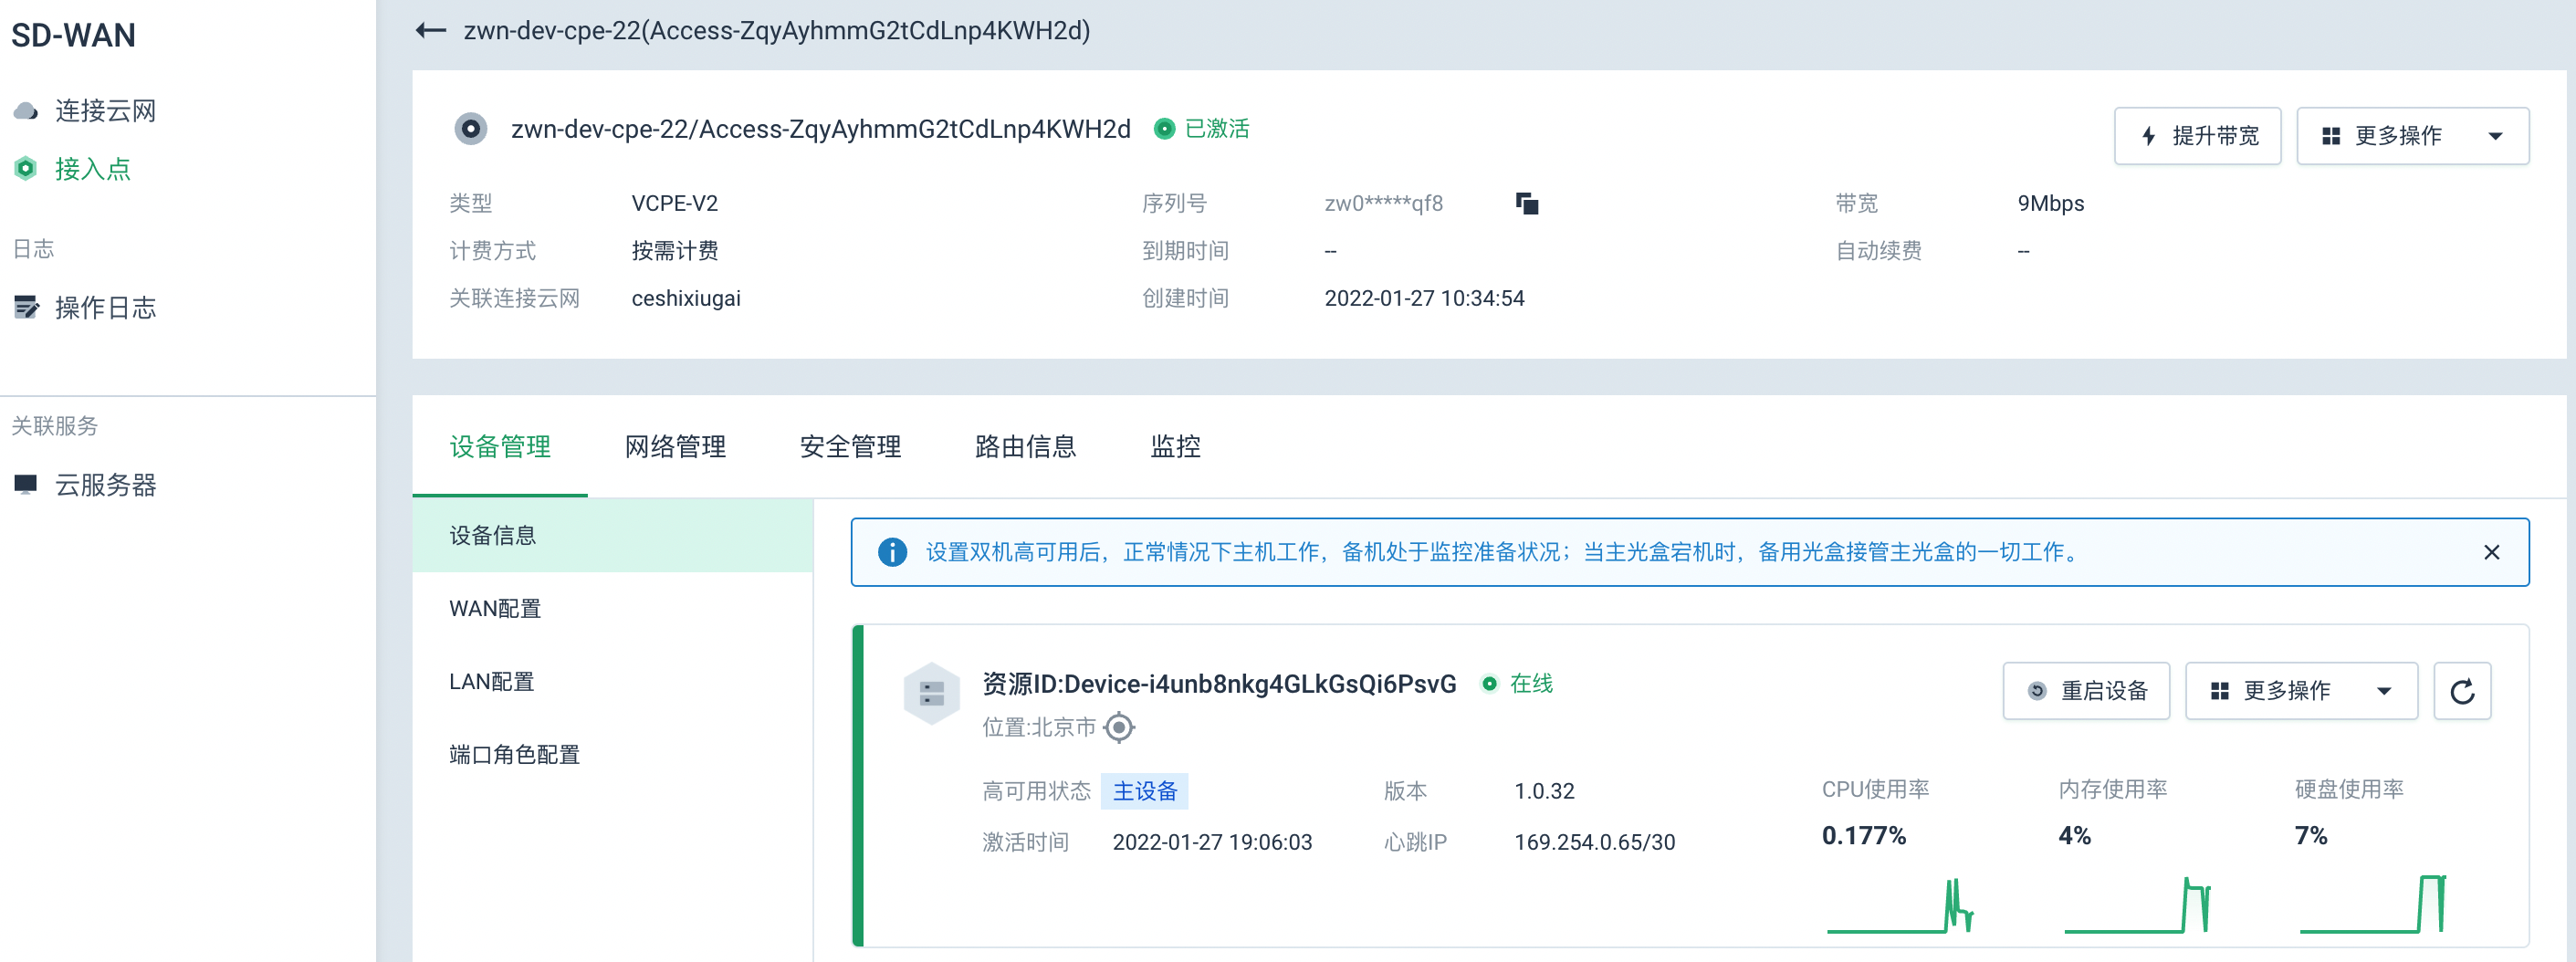 SD-WAN
连接云网
接入点
日志
操作日志
关联服务
云服务器
zwn-dev-cpe-22(Access-ZqyAyhmmG2tCdLnp4KWH2d)
zwn-dev-cpe-22/Access-ZqyAyhmmG2tCdLnp4KWH2d 已激活
提升带宽 更多操作
类型 VCPE-V2 序列号 zw0*****qf8 带宽 9Mbps
计费方式 按需计费 到期时间 -- 自动续费 --
关联连接云网 ceshixiugai 创建时间 2022-01-27 10:34:54
设备管理 网络管理 安全管理 路由信息 监控
设备信息
WAN配置
LAN配置
端口角色配置
设置双机高可用后，正常情况下主机工作，备机处于监控准备状况；当主光盒宕机时，备用光盒接管主光盒的一切工作。
资源ID:Device-i4unb8nkg4GLkGsQi6PsvG 在线
位置:北京市
重启设备 更多操作
高可用状态 主设备 版本 1.0.32
激活时间 2022-01-27 19:06:03 心跳IP 169.254.0.65/30
CPU使用率 内存使用率 硬盘使用率
0.177% 4% 7%